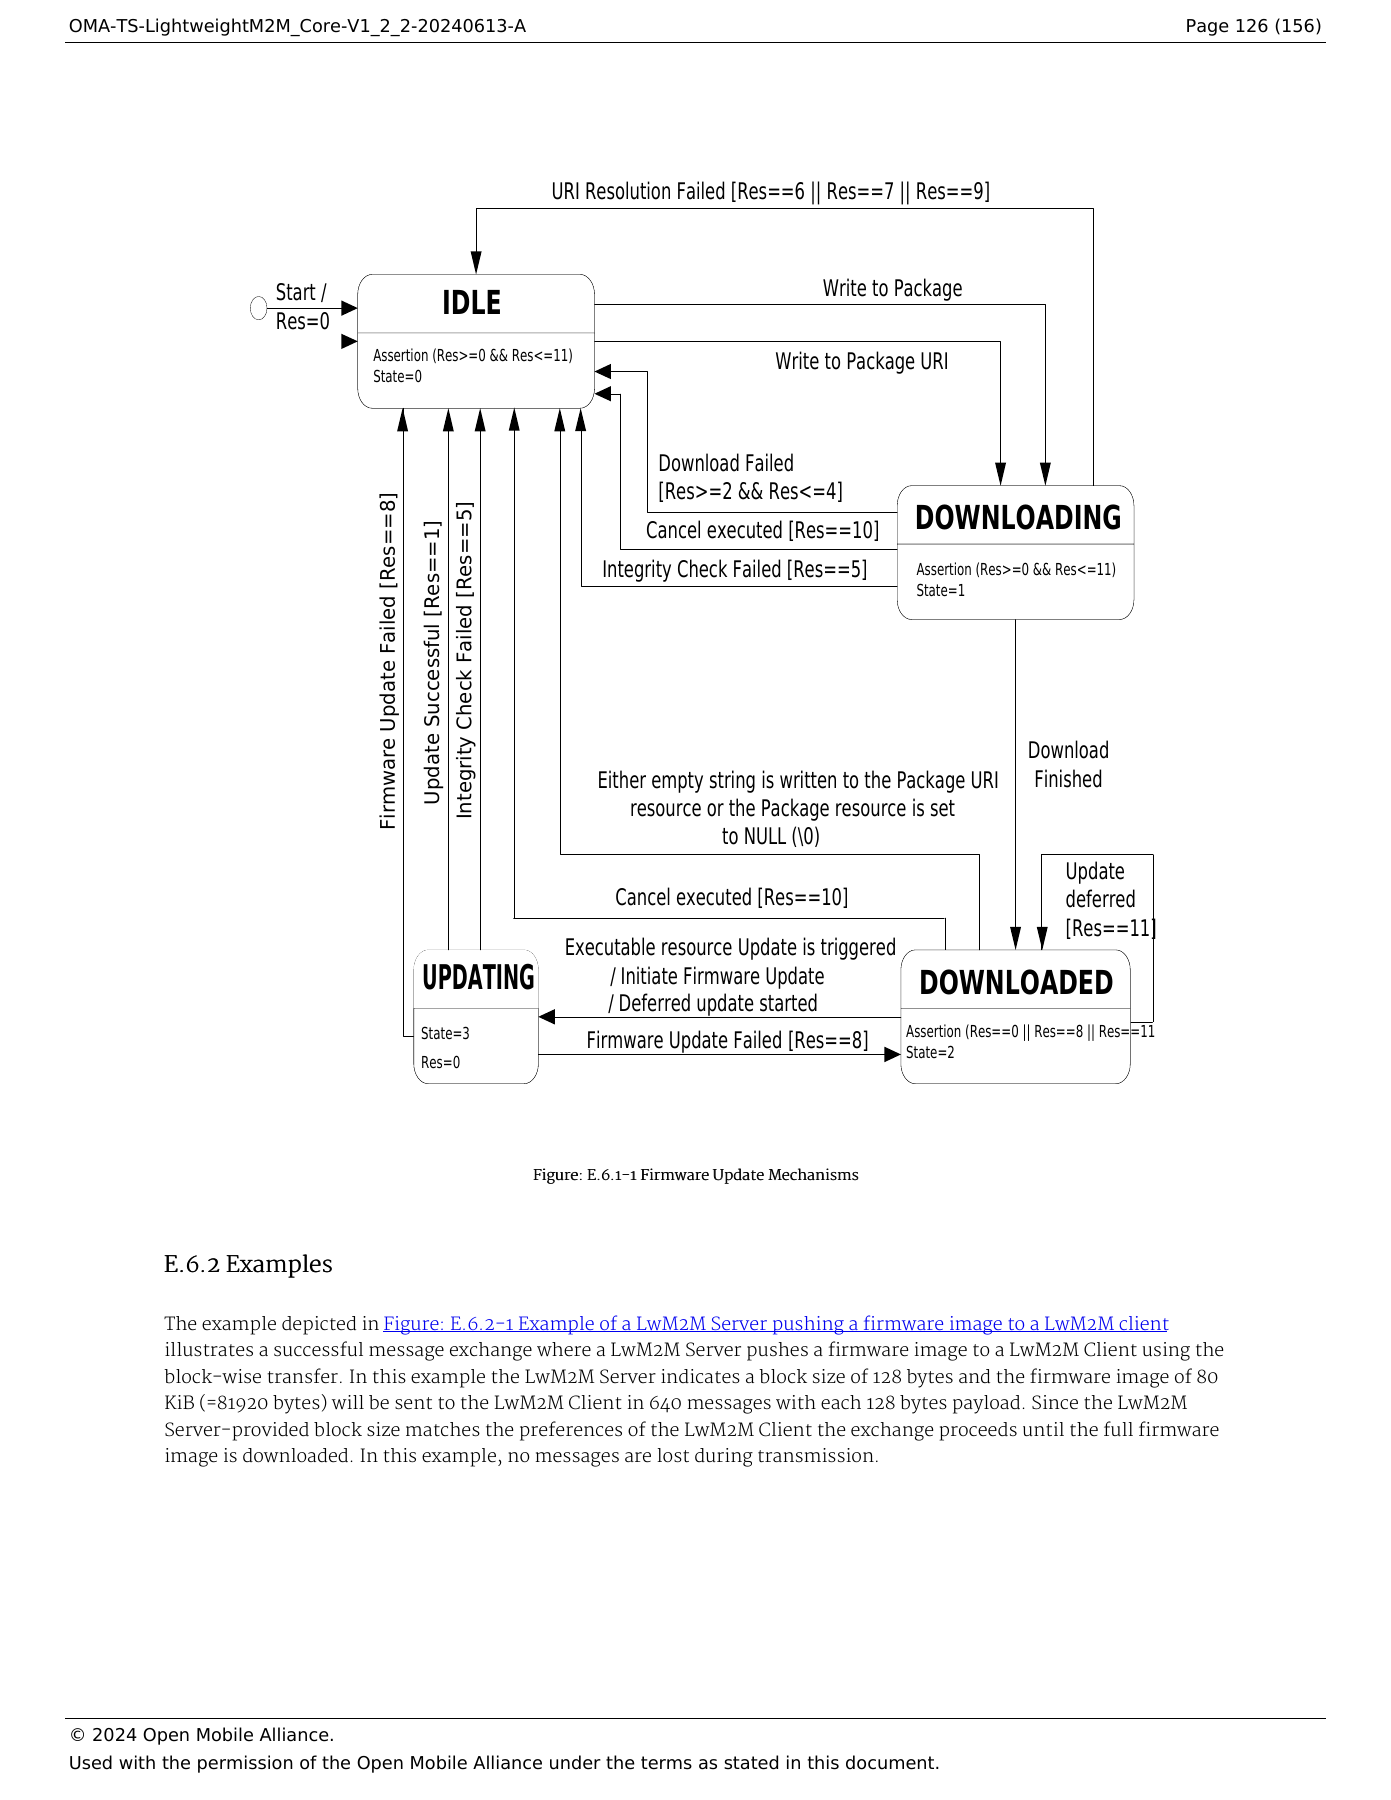 OMA-TS-LightweightM2M_Core-V1_2_2-20240613-A
Page 126 (156)
URI Resolution Failed [Res==6 || Res==7 || Res==9]
Start /
Res=0
IDLE
Assertion (Res>=0 && Res<=11)
State=0
Write to Package
Write to Package URI
Download Failed
[Res>=2 && Res<=4]
Cancel executed [Res==10]
Integrity Check Failed [Res==5]
DOWNLOADING
Assertion (Res>=0 && Res<=11)
State=1
Firmware Update Failed [Res==8]
Update Successful [Res==1]
Integrity Check Failed [Res==5]
Download
Finished
Either empty string is written to the Package URI
resource or the Package resource is set
to NULL (\0)
Update
deferred
[Res==11]
Cancel executed [Res==10]
Executable resource Update is triggered
/ Initiate Firmware Update
/ Deferred update started
Firmware Update Failed [Res==8]
UPDATING
State=3
Res=0
DOWNLOADED
Assertion (Res==0 || Res==8 || Res==11
State=2
Figure: E.6.1-1 Firmware Update Mechanisms
E.6.2 Examples
The example depicted in Figure: E.6.2-1 Example of a LwM2M Server pushing a firmware image to a LwM2M client
illustrates a successful message exchange where a LwM2M Server pushes a firmware image to a LwM2M Client using the
block-wise transfer. In this example the LwM2M Server indicates a block size of 128 bytes and the firmware image of 80
KiB (=81920 bytes) will be sent to the LwM2M Client in 640 messages with each 128 bytes payload. Since the LwM2M
Server-provided block size matches the preferences of the LwM2M Client the exchange proceeds until the full firmware
image is downloaded. In this example, no messages are lost during transmission.
© 2024 Open Mobile Alliance.
Used with the permission of the Open Mobile Alliance under the terms as stated in this document.